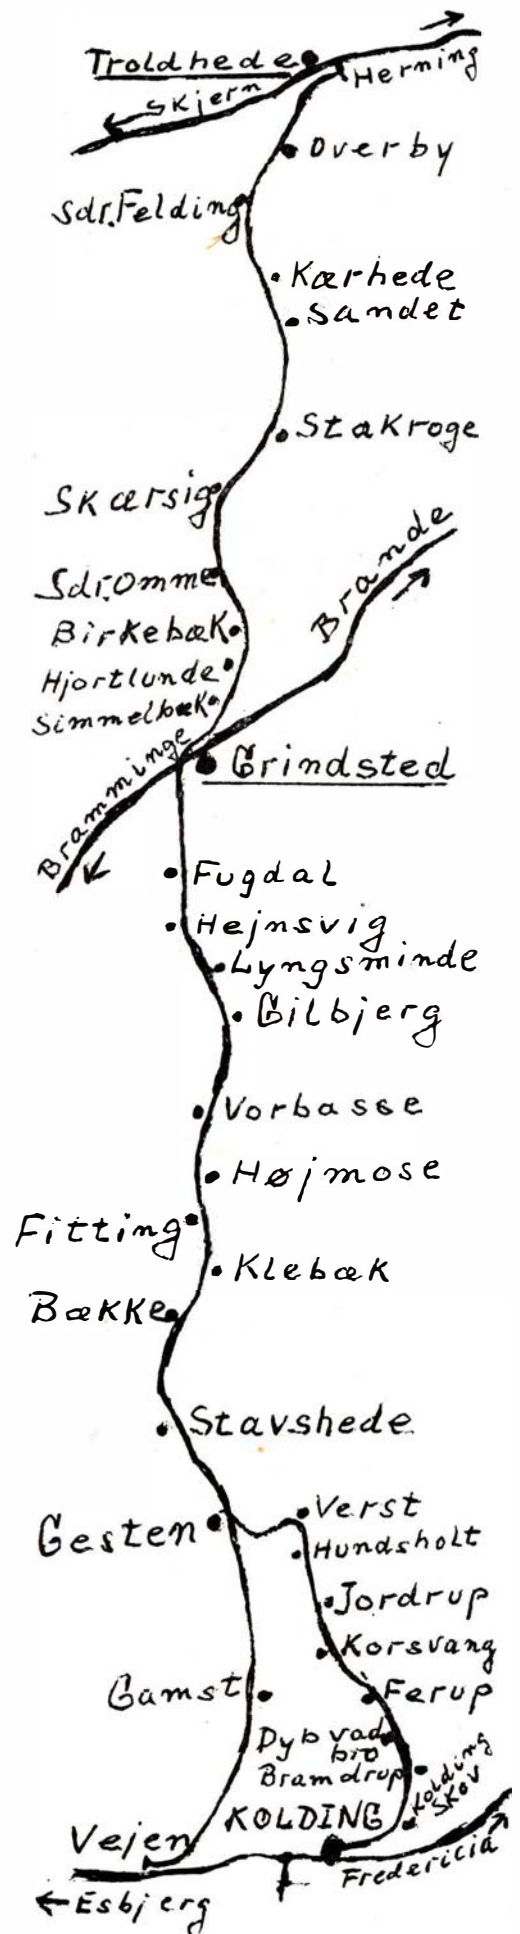 Troldhede
Herning
Skjern
Overby
Sdr. Felding
Kærhede
Sandet
Stakroge
Skærsig
Brande
Sdr. Omme
Birkebæk
Hjortlunde
Simmelbæk
Bramminge
Grindsted
Fugdal
Hejnsvig
Lyngsminde
Gilbjerg
Vorbasse
Højmose
Fitting
Klebæk
Bække
Stavshede
Gesten
Verst
Hundsholt
Jordrup
Korsvang
Gamst
Ferup
Dybvad
bro
Bramdrup
Kolding
Skov
KOLDING
Vejen
Fredericia
Esbjerg